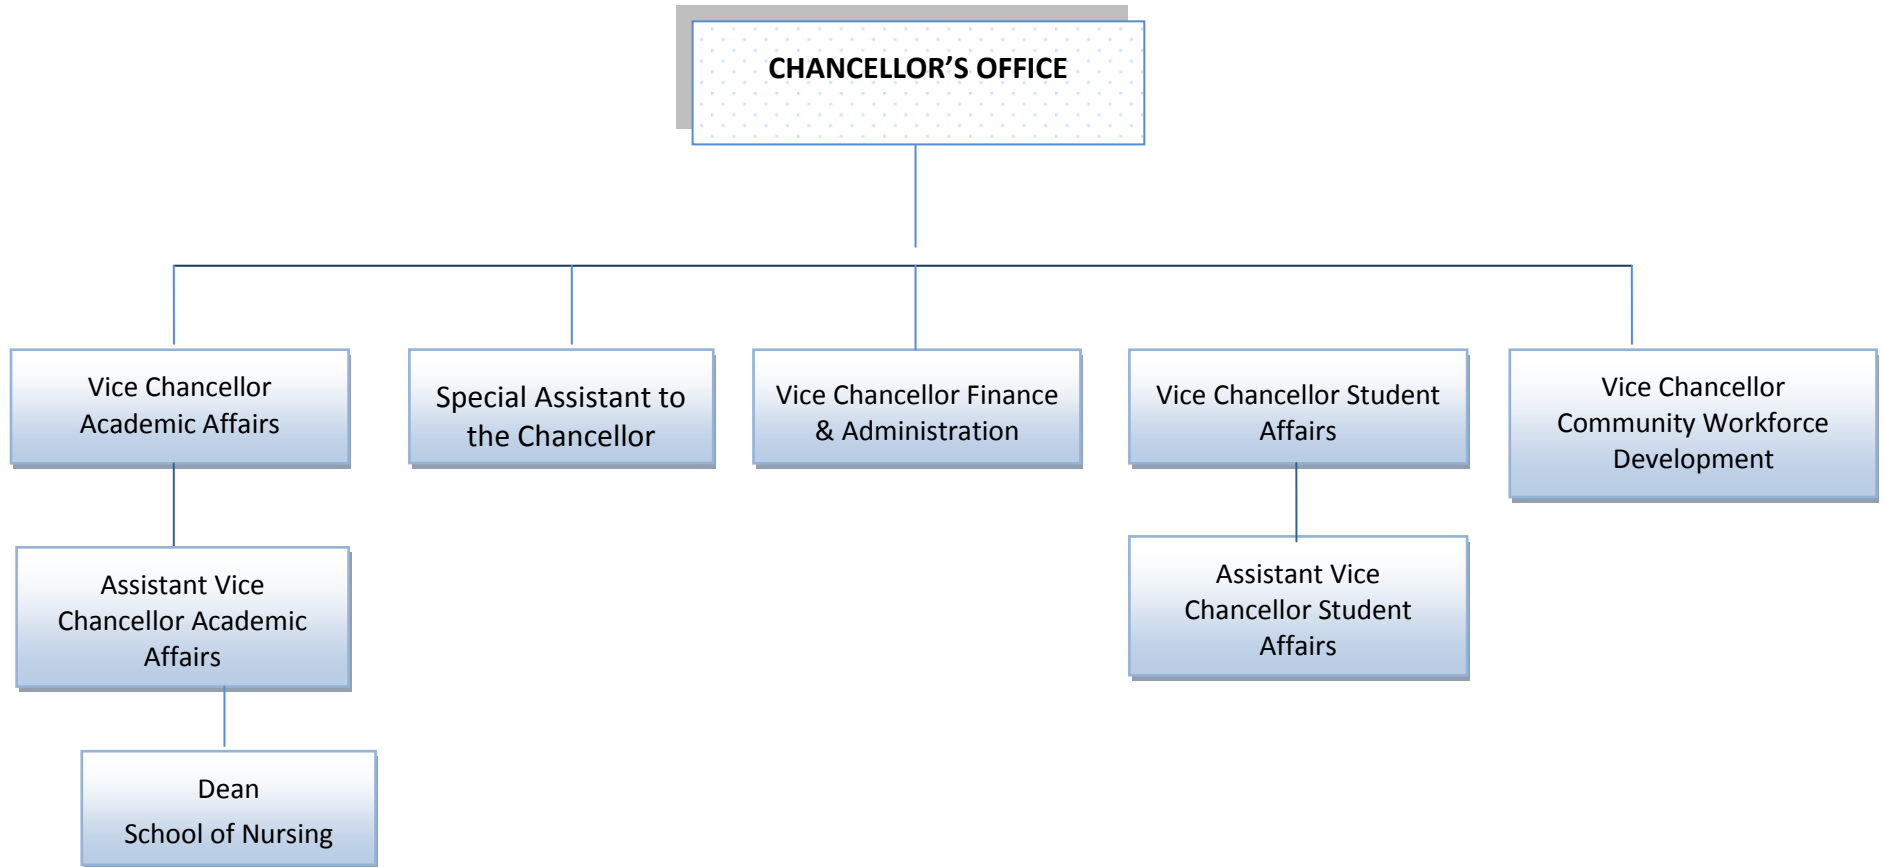 CHANCELLOR’S OFFICE
Vice Chancellor
Academic Affairs
Special Assistant to
the Chancellor
Vice Chancellor Finance
& Administration
Vice Chancellor Student
Affairs
Vice Chancellor
Community Workforce
Development
Assistant Vice
Chancellor Academic
Affairs
Assistant Vice
Chancellor Student
Affairs
Dean
School of Nursing